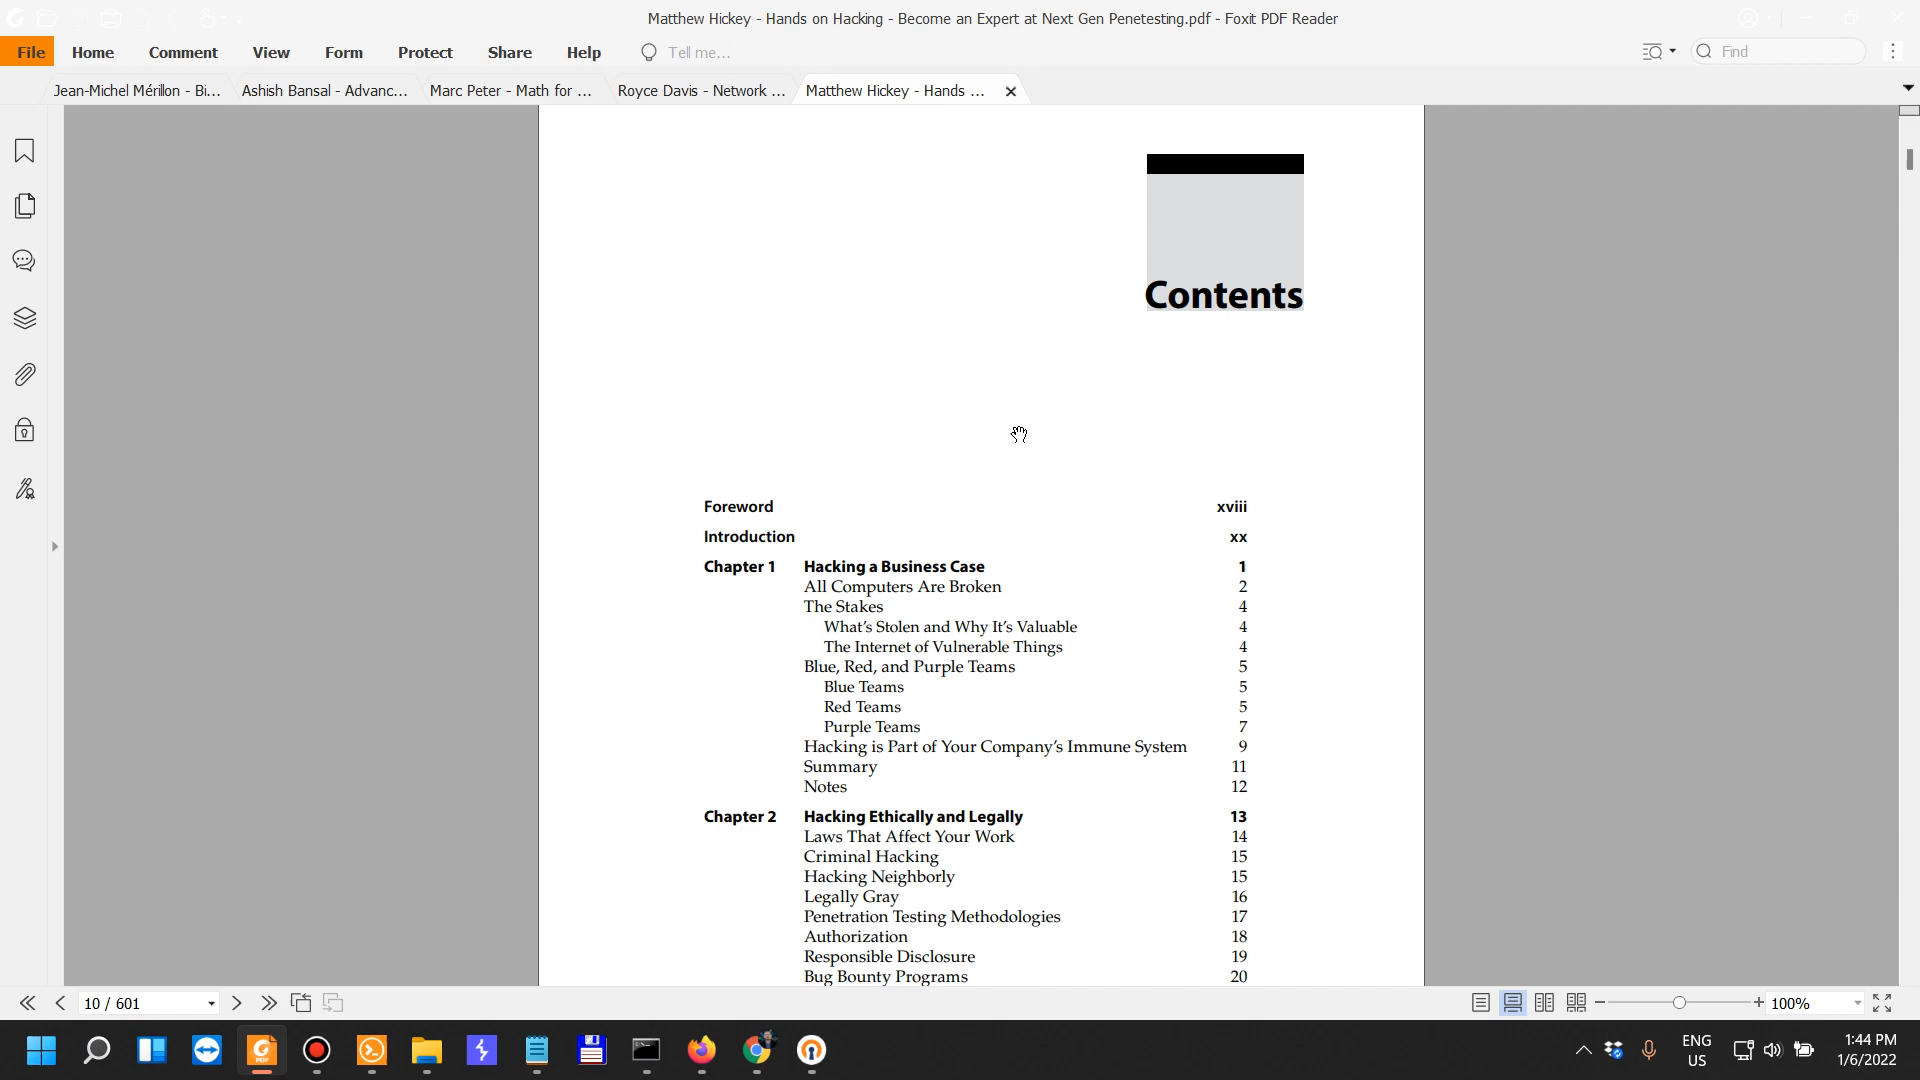 Matthew Hickey - Hands on Hacking - Become an Expert at Next Gen Penetesting.pdf - Foxit PDF Reader
File Home Comment View Form Protect Share Help Tell me... Find
Jean-Michel Mérillon - Bi... Ashish Bansal - Advanc... Marc Peter - Math for ... Royce Davis - Network ... Matthew Hickey - Hands ...
Contents
Foreword xviii
Introduction xx
Chapter 1 Hacking a Business Case 1
All Computers Are Broken 2
The Stakes 4
What's Stolen and Why It's Valuable 4
The Internet of Vulnerable Things 4
Blue, Red, and Purple Teams 5
Blue Teams 5
Red Teams 5
Purple Teams 7
Hacking is Part of Your Company's Immune System 9
Summary 11
Notes 12
Chapter 2 Hacking Ethically and Legally 13
Laws That Affect Your Work 14
Criminal Hacking 15
Hacking Neighborly 15
Legally Gray 16
Penetration Testing Methodologies 17
Authorization 18
Responsible Disclosure 19
Bug Bounty Programs 20
10 / 601 100%
PDF
ENG
US
1:44 PM
1/6/2022